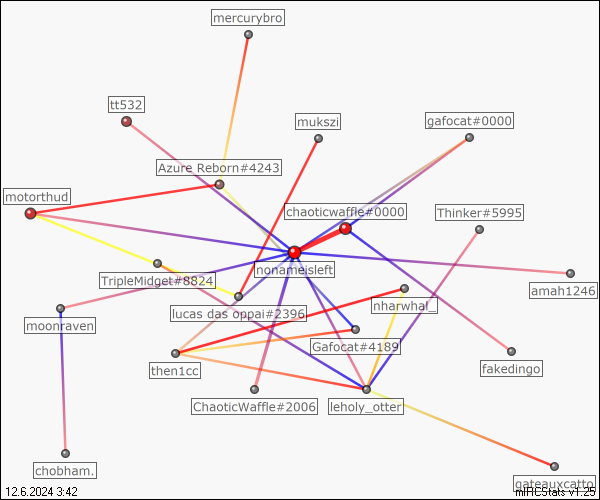 mercurybro
tt532
mukszi
gafocat#0000
Azure Reborn#4243
motorthud
chaoticwaffle#0000
Thinker#5995
nonameisleft
TripleMidget#8824
amah1246
lucas das oppai#2396
nharwhal_
moonraven
Gafocat#4189
then1cc
fakedingo
ChaoticWaffle#2006
leholy_otter
chobham.
gateauxcatto
12.6.2024 3:42
mIRCStats v1.25